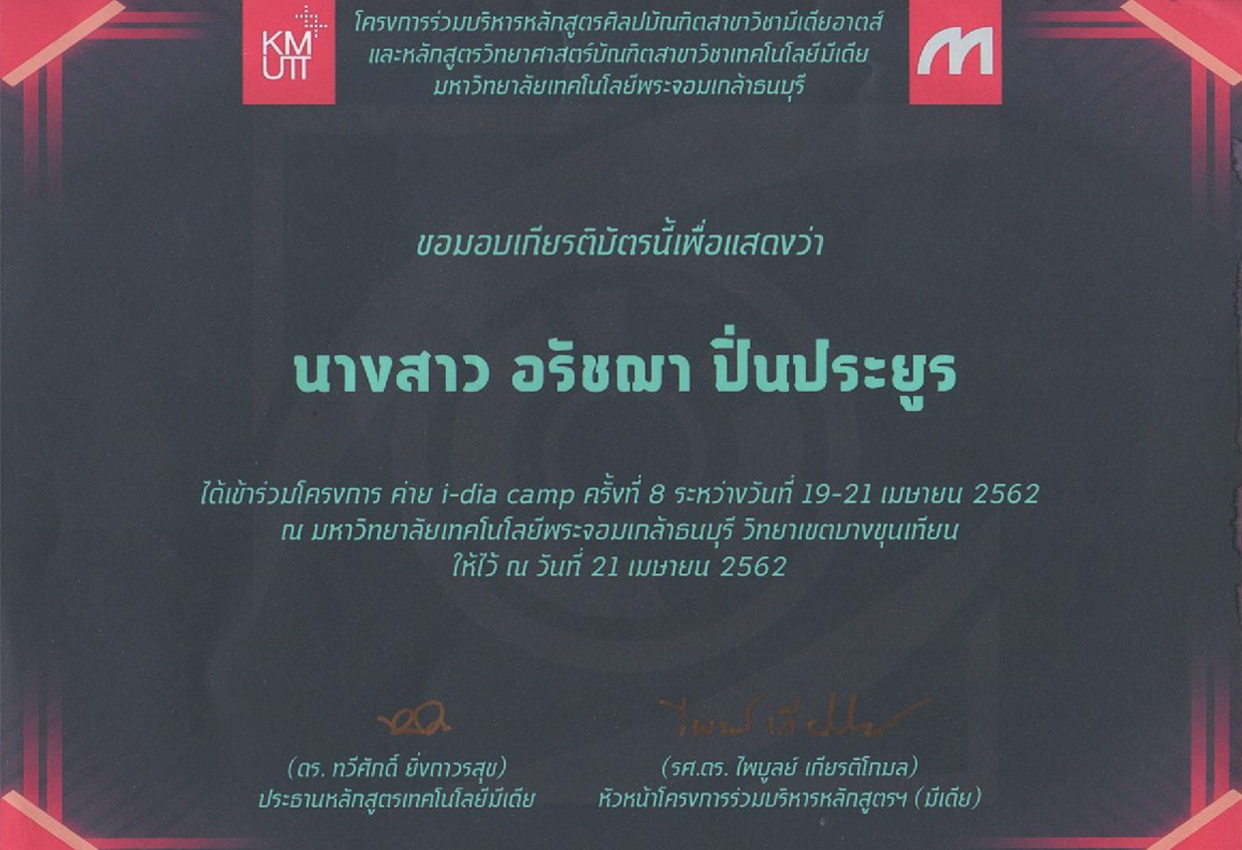 KM
UTT
โครงการร่วมบริหารหลักสูตรศิลปบัณฑิตสาขาวิชามีเดียอาตส์
และหลักสูตรวิทยาศาสตร์บัณฑิตสาขาวิชาเทคโนโลยีมีเดีย
มหาวิทยาลัยเทคโนโลยีพระจอมเกล้าธนบุรี
ขอมอบเกียรติบัตรนี้เพื่อแสดงว่า
นางสาว อรัชฌา ปิ่นประยูร
ได้เข้าร่วมโครงการ ค่าย i-dia camp ครั้งที่ 8 ระหว่างวันที่ 19-21 เมษายน 2562
ณ มหาวิทยาลัยเทคโนโลยีพระจอมเกล้าธนบุรี วิทยาเขตบางขุนเทียน
ให้ไว้ ณ วันที่ 21 เมษายน 2562
(ดร. ทวีศักดิ์ ยิ่งถาวรสุข)
ประธานหลักสูตรเทคโนโลยีมีเดีย
(รศ.ดร. ไพบูลย์ เกียรติโกมล)
หัวหน้าโครงการร่วมบริหารหลักสูตรฯ (มีเดีย)